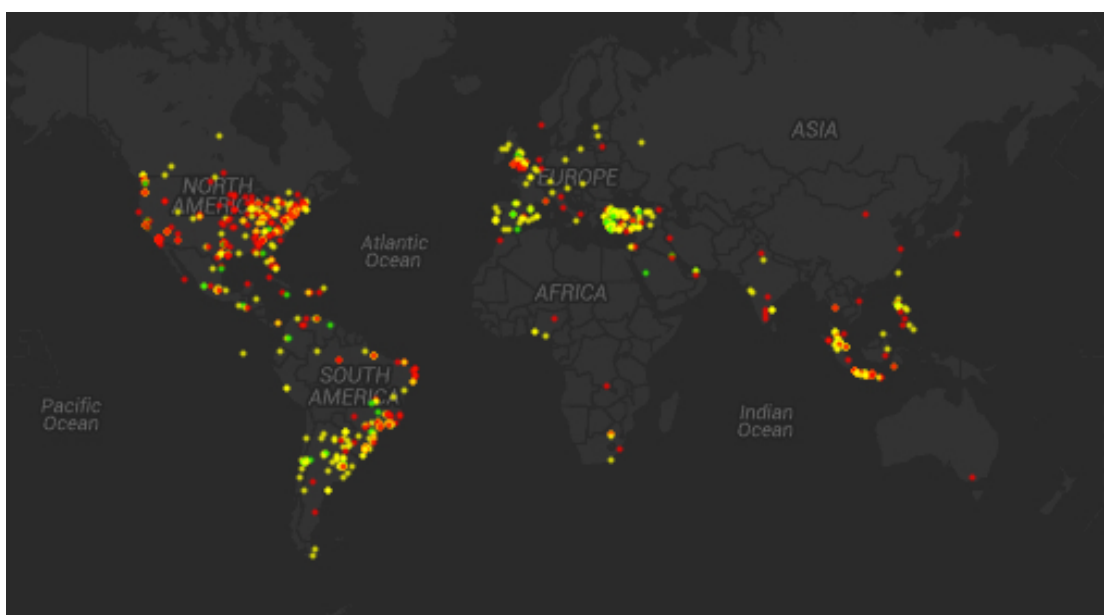 ASIA
NORTH
AMERICA
EUROPE
Atlantic
Ocean
AFRICA
SOUTH
AMERICA
Pacific
Ocean
Indian
Ocean